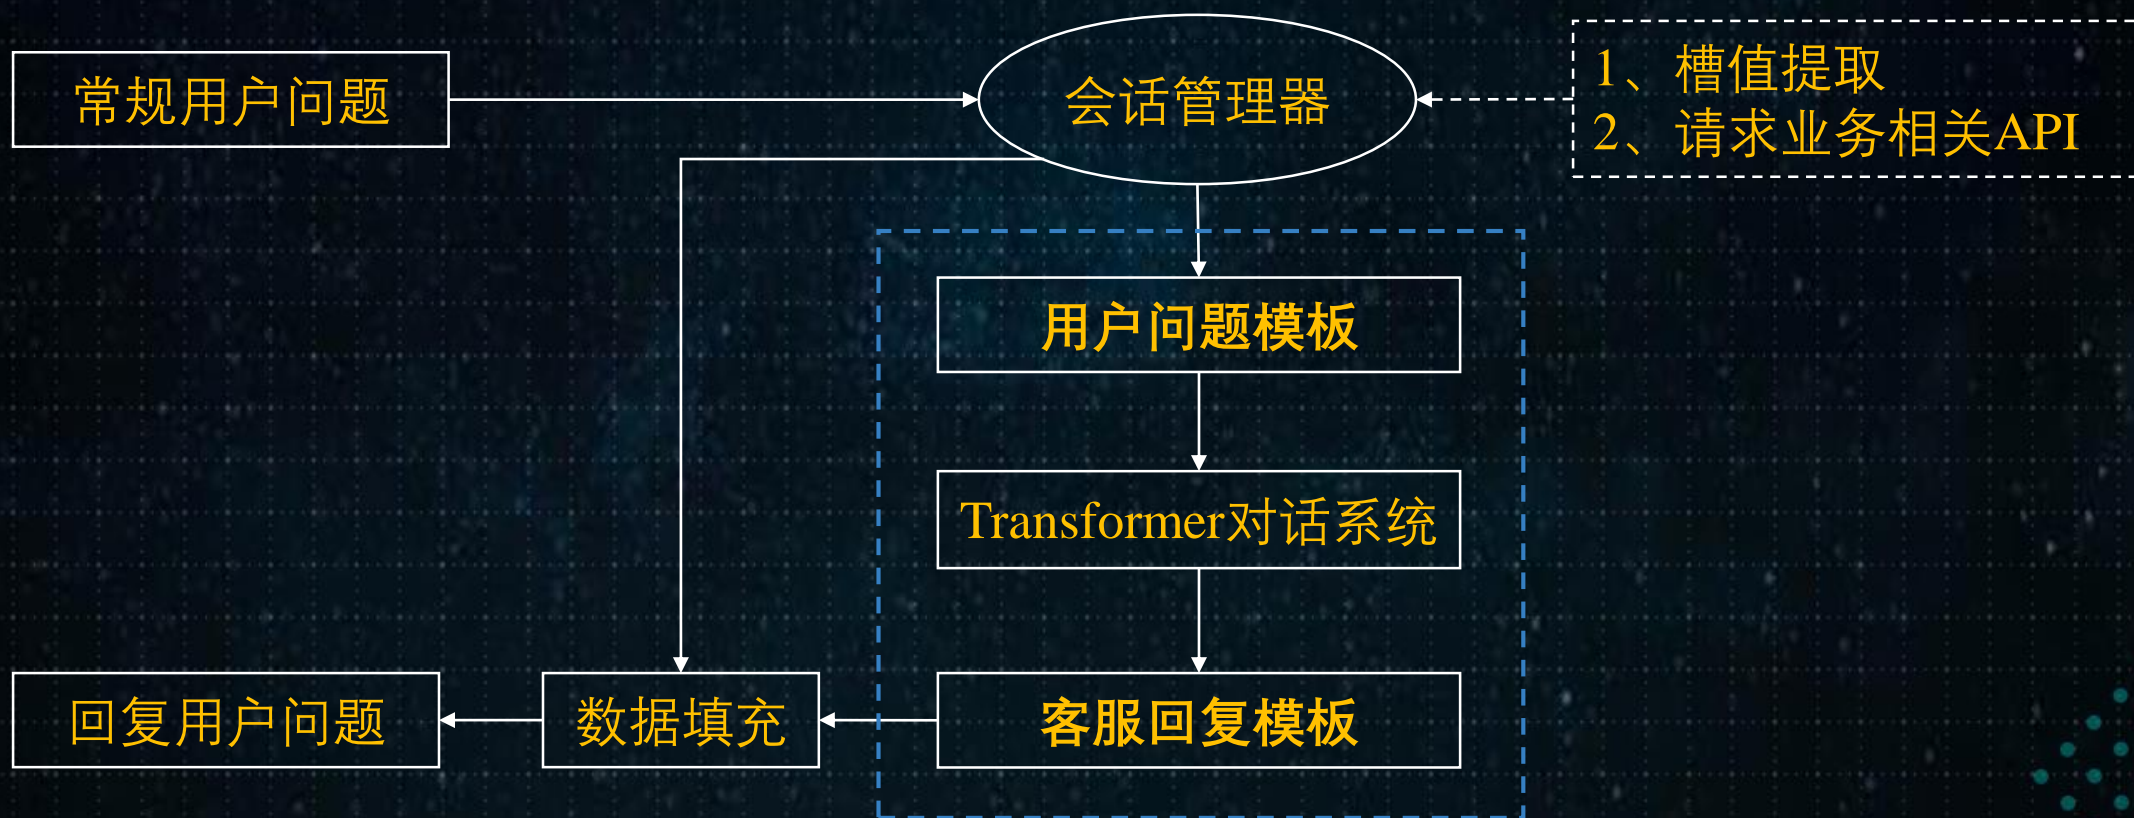 常规用户问题
会话管理器
1、槽值提取
2、请求业务相关API
用户问题模板
Transformer对话系统
回复用户问题
数据填充
客服回复模板